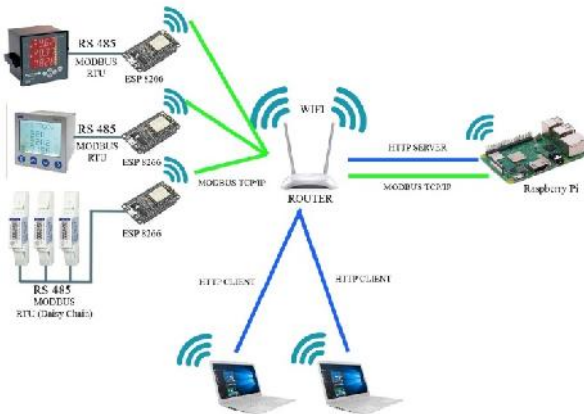 RS 485
MODBUS
RTU
ESP 8266
RS 485
MODBUS
RTU
ESP 8266
ESP 8266
RS 485
MODBUS
RTU (Daisy Chain)
MODBUS TCP/IP
WIFI
ROUTER
HTTP SERVER
MODBUS TCP/IP
Raspberry Pi
HTTP CLIENT
HTTP CLIENT